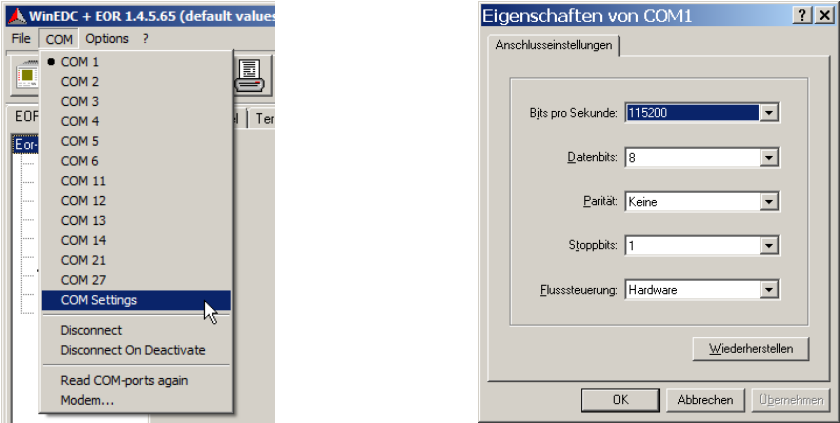 WinEDC + EOR 1.4.5.65 (default values
File COM Options ?
COM 1
COM 2
COM 3
COM 4
COM 5
COM 6
COM 11
COM 12
COM 13
COM 14
COM 21
COM 27
COM Settings
Disconnect
Disconnect On Deactivate
Read COM-ports again
Modem...
EOF
Ter
Eor-
Eigenschaften von COM1
Anschlusseinstellungen
Bits pro Sekunde: 115200
Datenbits: 8
Parität: Keine
Stoppbits: 1
Flusssteuerung: Hardware
Wiederherstellen
OK Abbrechen Übernehmen